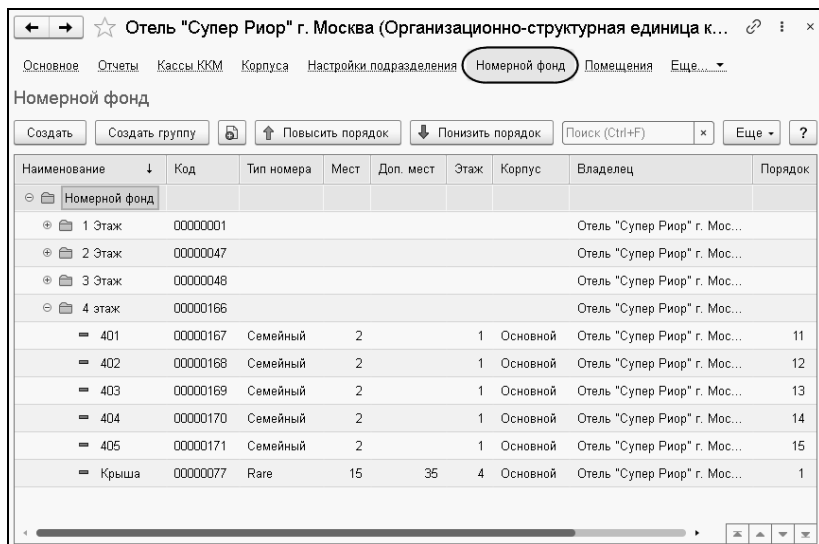 Отель "Супер Риор" г. Москва (Организационно-структурная единица к...
Основное Отчеты Кассы ККМ Корпуса Настройки подразделения Номерной фонд Помещения Еще...
Номерной фонд
Создать Создать группу Повысить порядок Понизить порядок Поиск (Ctrl+F) × Еще ?
Наименование ↓ Код Тип номера Мест Доп. мест Этаж Корпус Владелец Порядок
Номерной фонд
1 Этаж 00000001 Отель "Супер Риор" г. Мос...
2 Этаж 00000047 Отель "Супер Риор" г. Мос...
3 Этаж 00000048 Отель "Супер Риор" г. Мос...
4 этаж 00000166 Отель "Супер Риор" г. Мос...
401 00000167 Семейный 2 1 Основной Отель "Супер Риор" г. Мос... 11
402 00000168 Семейный 2 1 Основной Отель "Супер Риор" г. Мос... 12
403 00000169 Семейный 2 1 Основной Отель "Супер Риор" г. Мос... 13
404 00000170 Семейный 2 1 Основной Отель "Супер Риор" г. Мос... 14
405 00000171 Семейный 2 1 Основной Отель "Супер Риор" г. Мос... 15
Крыша 00000077 Rare 15 35 4 Основной Отель "Супер Риор" г. Мос... 1